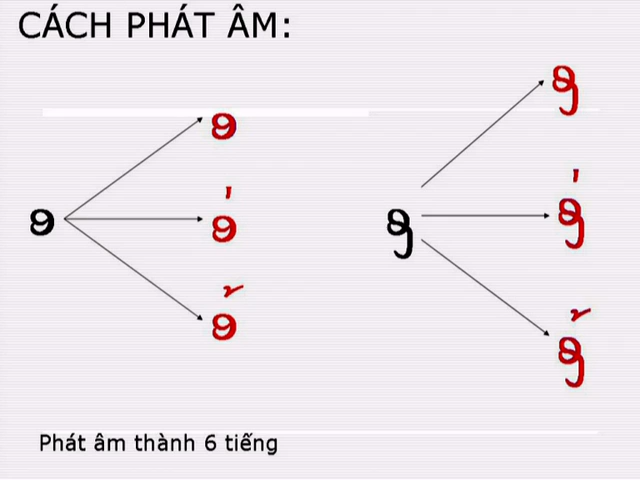 CÁCH PHÁT ÂM:
ꪮ
ꪮ
ꪮ꪿
ꪮ꫁
ꪯ
ꪯ
ꪯ꪿
ꪯ꫁
Phát âm thành 6 tiếng